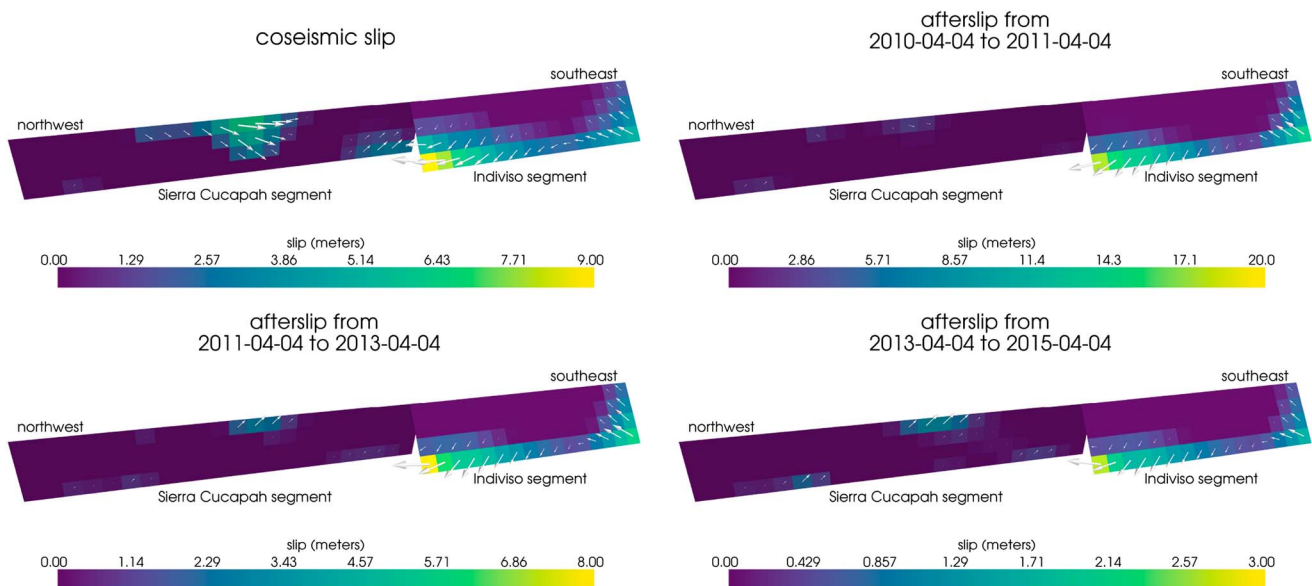 coseismic slip
southeast
northwest
Sierra Cucapah segment
Indiviso segment
slip (meters)
0.00 1.29 2.57 3.86 5.14 6.43 7.71 9.00
afterslip from
2010-04-04 to 2011-04-04
southeast
northwest
Sierra Cucapah segment
Indiviso segment
slip (meters)
0.00 2.86 5.71 8.57 11.4 14.3 17.1 20.0
afterslip from
2011-04-04 to 2013-04-04
southeast
northwest
Sierra Cucapah segment
Indiviso segment
slip (meters)
0.00 1.14 2.29 3.43 4.57 5.71 6.86 8.00
afterslip from
2013-04-04 to 2015-04-04
southeast
northwest
Sierra Cucapah segment
Indiviso segment
slip (meters)
0.00 0.429 0.857 1.29 1.71 2.14 2.57 3.00